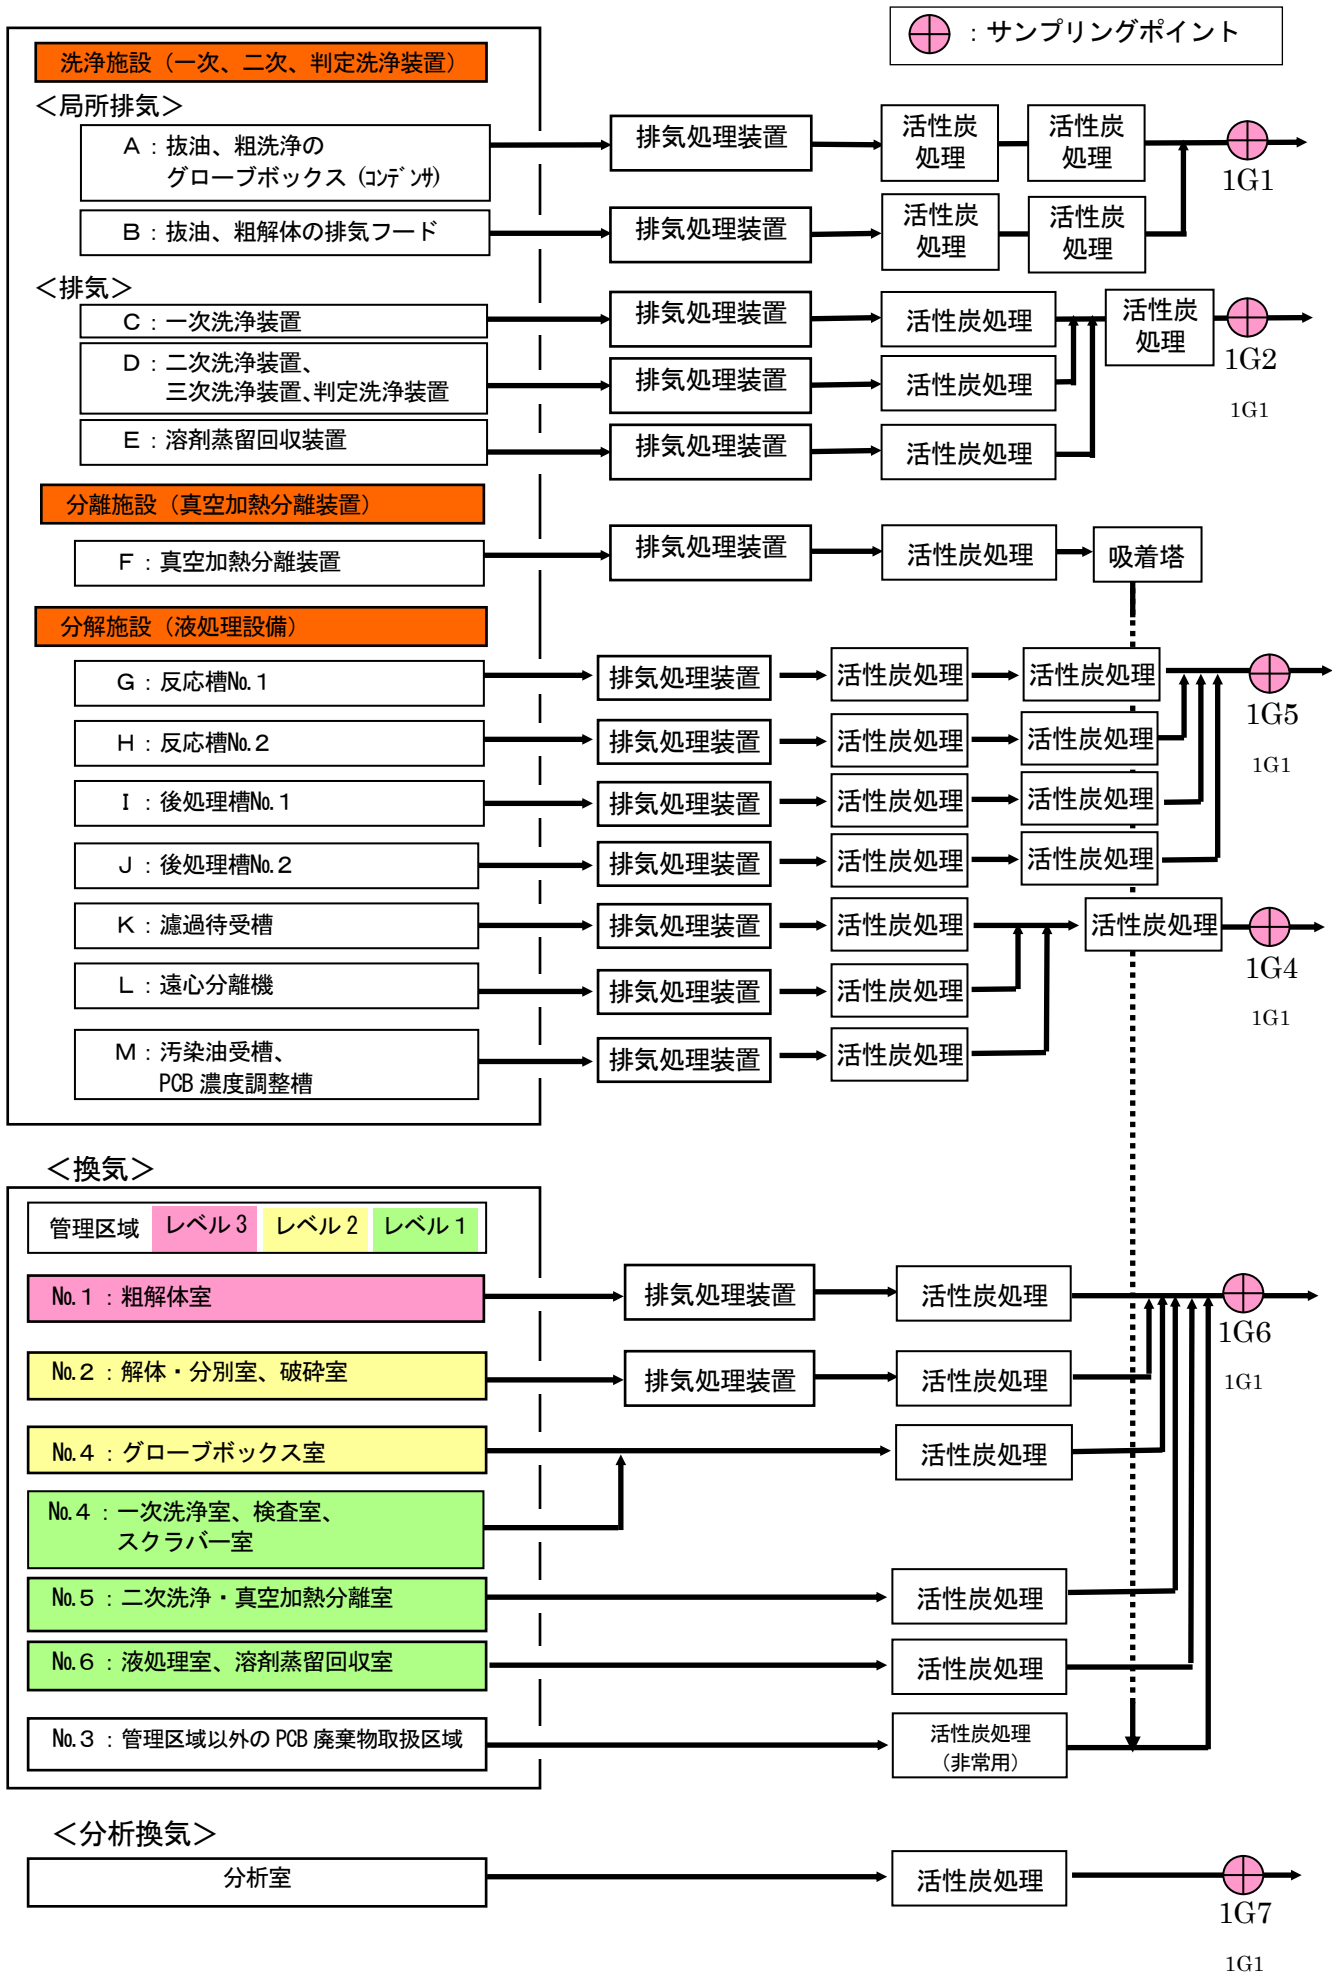 ：サンプリングポイント
洗浄施設（一次、二次、判定洗浄装置）
＜局所排気＞
Ａ：抜油、粗洗浄の
グローブボックス（ｺﾝﾃﾞﾝｻ）
排気処理装置
活性炭
処理
活性炭
処理
1G1
Ｂ：抜油、粗解体の排気フード
排気処理装置
活性炭
処理
活性炭
処理
＜排気＞
Ｃ：一次洗浄装置
排気処理装置
活性炭処理
活性炭
処理
1G2
1G1
Ｄ：二次洗浄装置、
三次洗浄装置、判定洗浄装置
排気処理装置
活性炭処理
Ｅ：溶剤蒸留回収装置
排気処理装置
活性炭処理
分離施設（真空加熱分離装置）
Ｆ：真空加熱分離装置
排気処理装置
活性炭処理
吸着塔
分解施設（液処理設備）
Ｇ：反応槽№１
排気処理装置
活性炭処理
活性炭処理
1G5
1G1
Ｈ：反応槽№２
排気処理装置
活性炭処理
活性炭処理
Ｉ：後処理槽№１
排気処理装置
活性炭処理
活性炭処理
Ｊ：後処理槽№２
排気処理装置
活性炭処理
活性炭処理
Ｋ：濾過待受槽
排気処理装置
活性炭処理
活性炭処理
1G4
1G1
Ｌ：遠心分離機
排気処理装置
活性炭処理
Ｍ：汚染油受槽、
PCB 濃度調整槽
排気処理装置
活性炭処理
＜換気＞
管理区域 レベル3 レベル2 レベル1
№１：粗解体室
排気処理装置
活性炭処理
1G6
1G1
№２：解体・分別室、破砕室
排気処理装置
活性炭処理
№４：グローブボックス室
活性炭処理
№４：一次洗浄室、検査室、
スクラバー室
№５：二次洗浄・真空加熱分離室
活性炭処理
№６：液処理室、溶剤蒸留回収室
活性炭処理
№３：管理区域以外の PCB 廃棄物取扱区域
活性炭処理
（非常用）
＜分析換気＞
分析室
活性炭処理
1G7
1G1